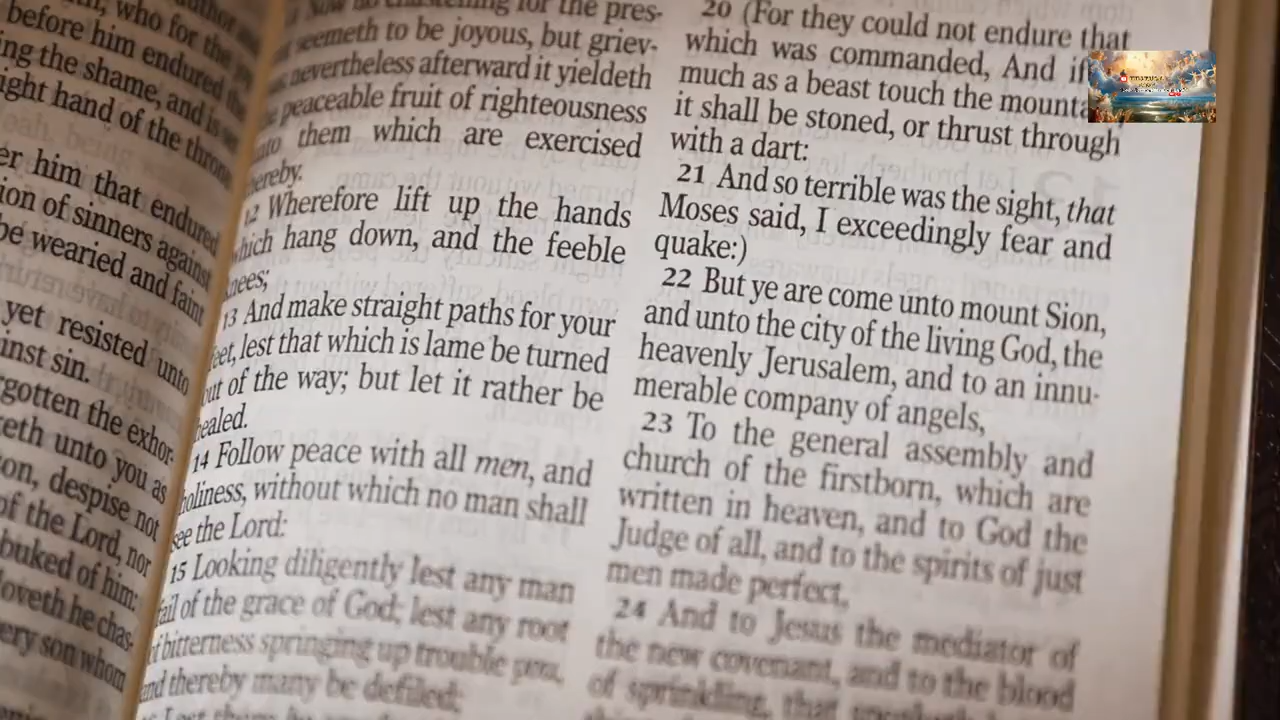 who for the
before him endured the
ing the shame, and is set
ight hand of the throne
er him that endured
ion of sinners against
be wearied and faint
yet resisted unto
inst sin.
gotten the exhor-
eth unto you as
on, despise not
of the Lord, nor
buked of him:
loveth he chas-
ery son whom
for the pres-
seemeth to be joyous, but griev-
nevertheless afterward it yieldeth
peaceable fruit of righteousness
unto them which are exercised
thereby.
12 Wherefore lift up the hands
which hang down, and the feeble
knees;
13 And make straight paths for your
feet, lest that which is lame be turned
out of the way; but let it rather be
healed.
14 Follow peace with all men, and
holiness, without which no man shall
see the Lord:
15 Looking diligently lest any man
fail of the grace of God; lest any root
of bitterness springing up trouble you,
and thereby many be defiled;
20 (For they could not endure that
which was commanded, And if
much as a beast touch the mounta
it shall be stoned, or thrust through
with a dart:
21 And so terrible was the sight, that
Moses said, I exceedingly fear and
quake:)
22 But ye are come unto mount Sion,
and unto the city of the living God, the
heavenly Jerusalem, and to an innu-
merable company of angels,
23 To the general assembly and
church of the firstborn, which are
written in heaven, and to God the
Judge of all, and to the spirits of just
men made perfect,
24 And to Jesus the mediator of
the new covenant, and to the blood
of sprinkling, that speaketh